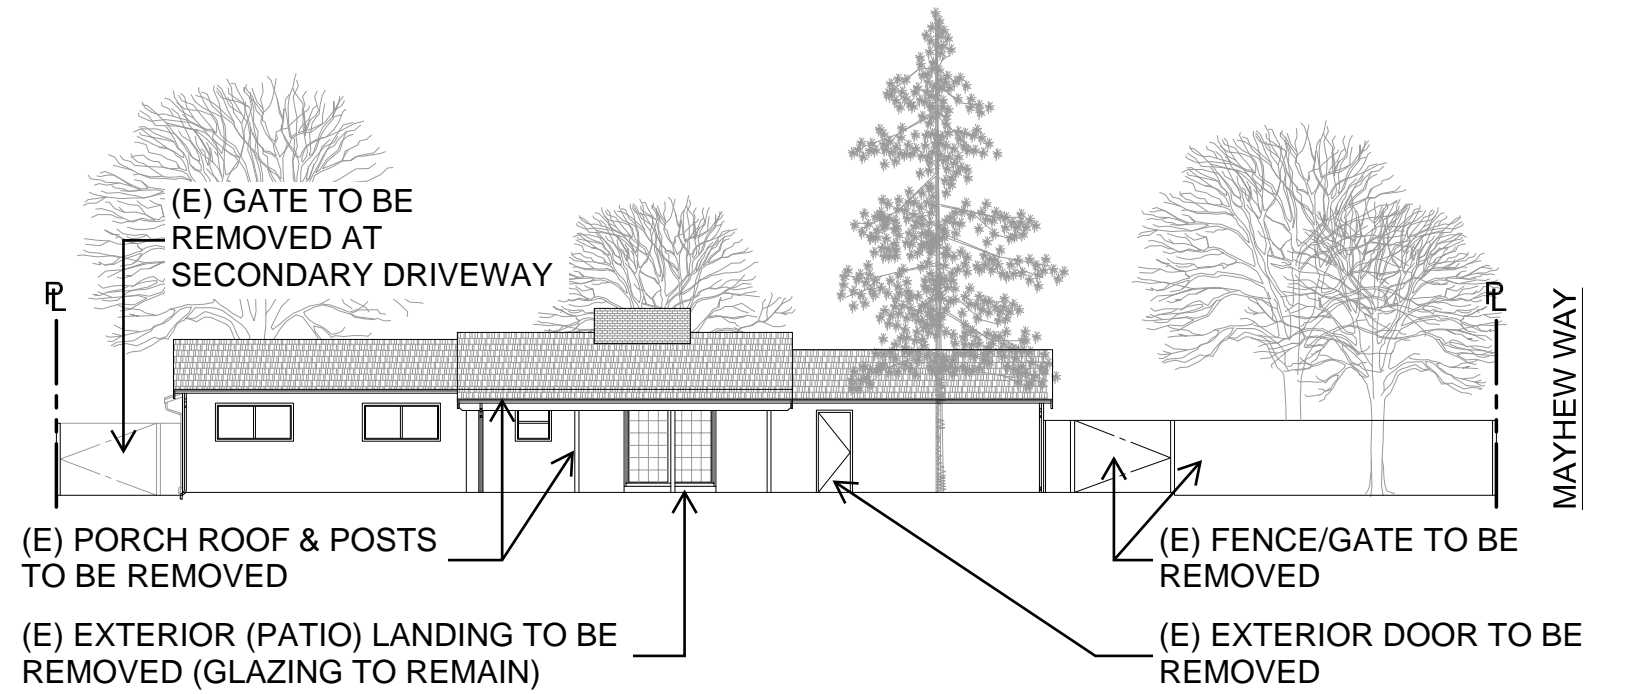 (E) GATE TO BE
REMOVED AT
SECONDARY DRIVEWAY
PL
PL
MAYHEW WAY
(E) PORCH ROOF & POSTS
TO BE REMOVED
(E) FENCE/GATE TO BE
REMOVED
(E) EXTERIOR (PATIO) LANDING TO BE
REMOVED (GLAZING TO REMAIN)
(E) EXTERIOR DOOR TO BE
REMOVED